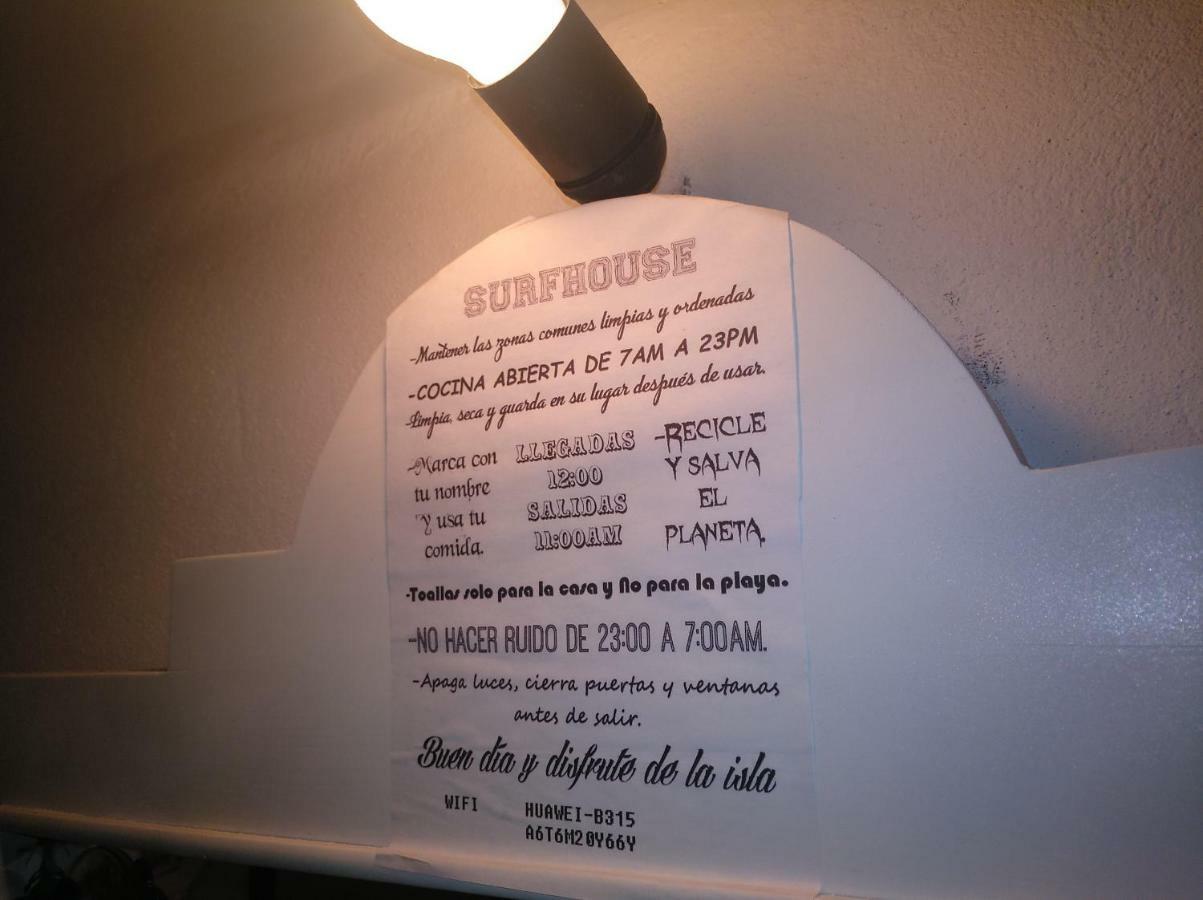 SURFHOUSE
-Mantener las zonas comunes limpias y ordenadas
-COCINA ABIERTA DE 7AM A 23PM
-Limpia, seca y guarda en su lugar después de usar.
-Marca con
tu nombre
Y usa tu
comida.
LLEGADAS
12:00
SALIDAS
11:00AM
-RECICLE
Y SALVA
EL
PLANETA.
-Toallas solo para la casa y No para la playa.
-NO HACER RUIDO DE 23:00 A 7:00AM.
-Apaga luces, cierra puertas y ventanas
antes de salir.
Buen día y disfrute de la isla
WIFI HUAWEI-B315
A6T6M20Y66Y